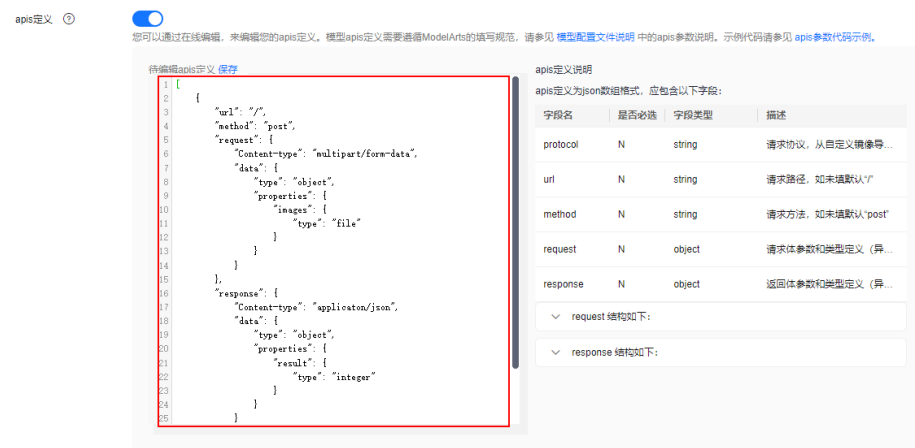 apis定义 ?
您可以通过在线编辑，来编辑您的apis定义。模型apis定义需要遵循ModelArts的填写规范，请参见 模型配置文件说明 中的apis参数说明。示例代码请参见 apis参数代码示例。
待编辑apis定义 保存
1 [
2 {
3 "url": "/",
4 "method": "post",
5 "request": {
6 "Content-type": "multipart/form-data",
7 "data": {
8 "type": "object",
9 "properties": {
10 "images": {
11 "type": "file"
12 }
13 }
14 }
15 },
16 "response": {
17 "Content-type": "applicaton/json",
18 "data": {
19 "type": "object",
20 "properties": {
21 "result": {
22 "type": "integer"
23 }
24 }
25 }
apis定义说明
apis定义为json数组格式，应包含以下字段：
字段名 是否必选 字段类型 描述
protocol N string 请求协议，从自定义镜像导...
url N string 请求路径，如未填默认"/"
method N string 请求方法，如未填默认"post"
request N object 请求体参数和类型定义（异...
response N object 返回体参数和类型定义（异...
request 结构如下：
response 结构如下：